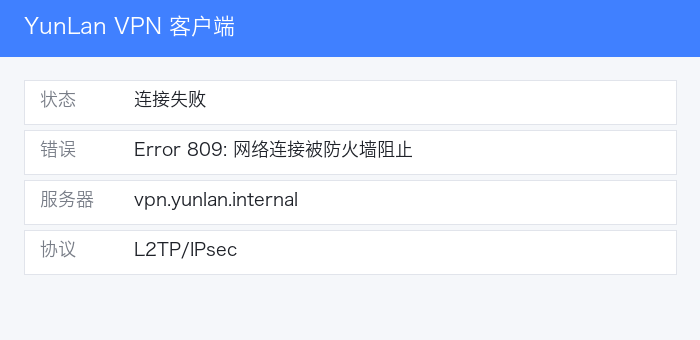 YunLan VPN 客户端
状态 连接失败
错误 Error 809: 网络连接被防火墙阻止
服务器 vpn.yunlan.internal
协议 L2TP/IPsec